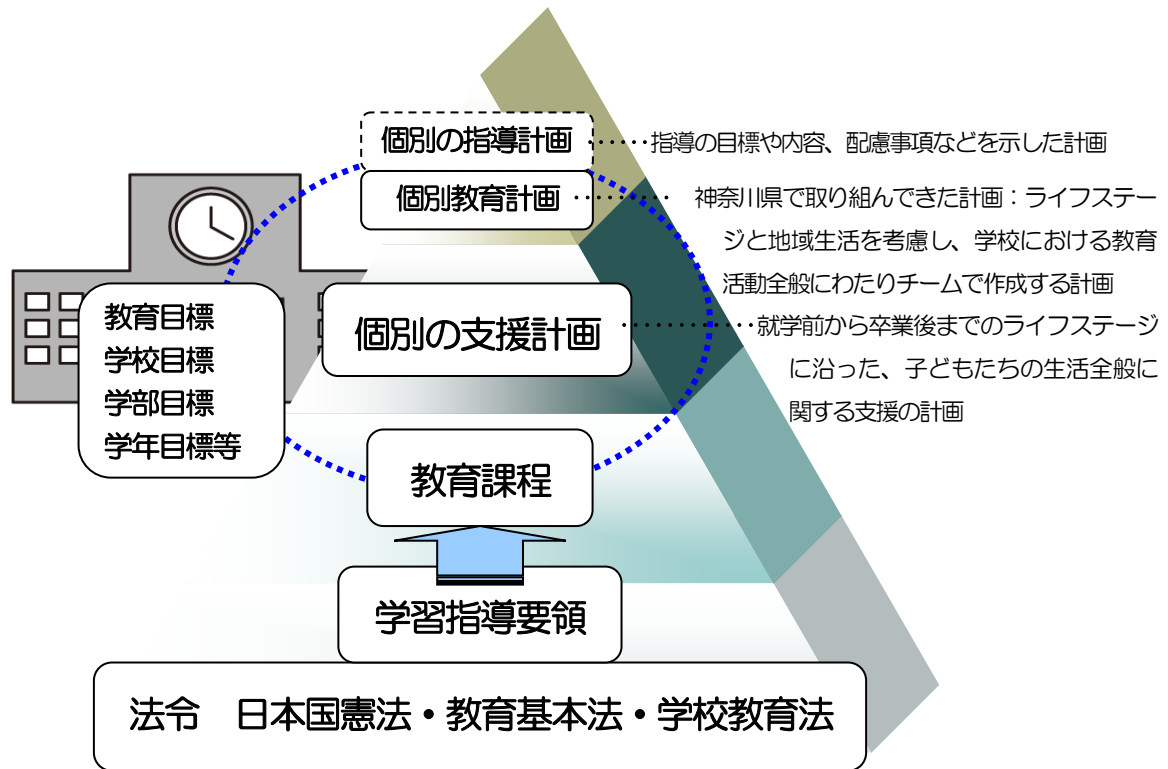 個別の指導計画
指導の目標や内容、配慮事項などを示した計画
個別教育計画
神奈川県で取り組んできた計画：ライフステー
ジと地域生活を考慮し、学校における教育
活動全般にわたりチームで作成する計画
個別の支援計画
就学前から卒業後までのライフステージ
に沿った、子どもたちの生活全般に
関する支援の計画
教育目標
学校目標
学部目標
学年目標等
教育課程
学習指導要領
法令　日本国憲法・教育基本法・学校教育法